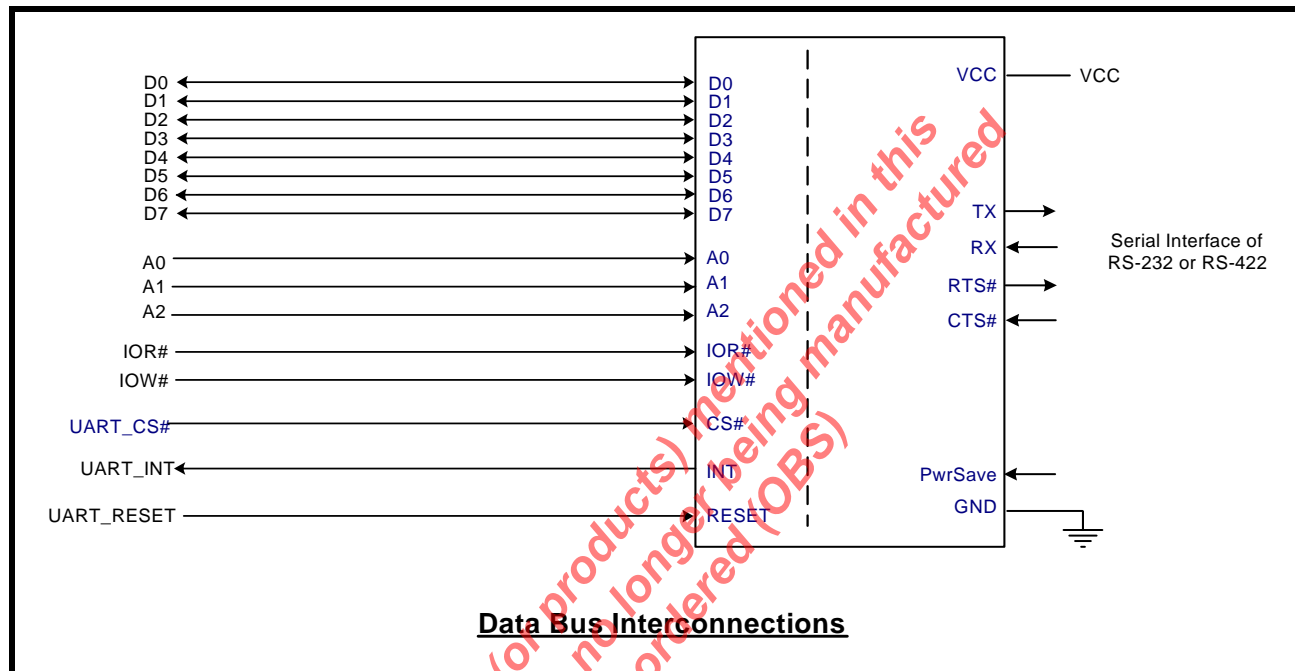 D0
D1
D2
D3
D4
D5
D6
D7
A0
A1
A2
IOR#
IOW#
UART_CS#
UART_INT
UART_RESET
D0
D1
D2
D3
D4
D5
D6
D7
A0
A1
A2
IOR#
IOW#
CS#
INT
RESET
VCC
TX
RX
RTS#
CTS#
PwrSave
GND
VCC
Serial Interface of
RS-232 or RS-422
(or products) mentioned in this
no longer being manufactured
ordered (OBS)
Data Bus Interconnections